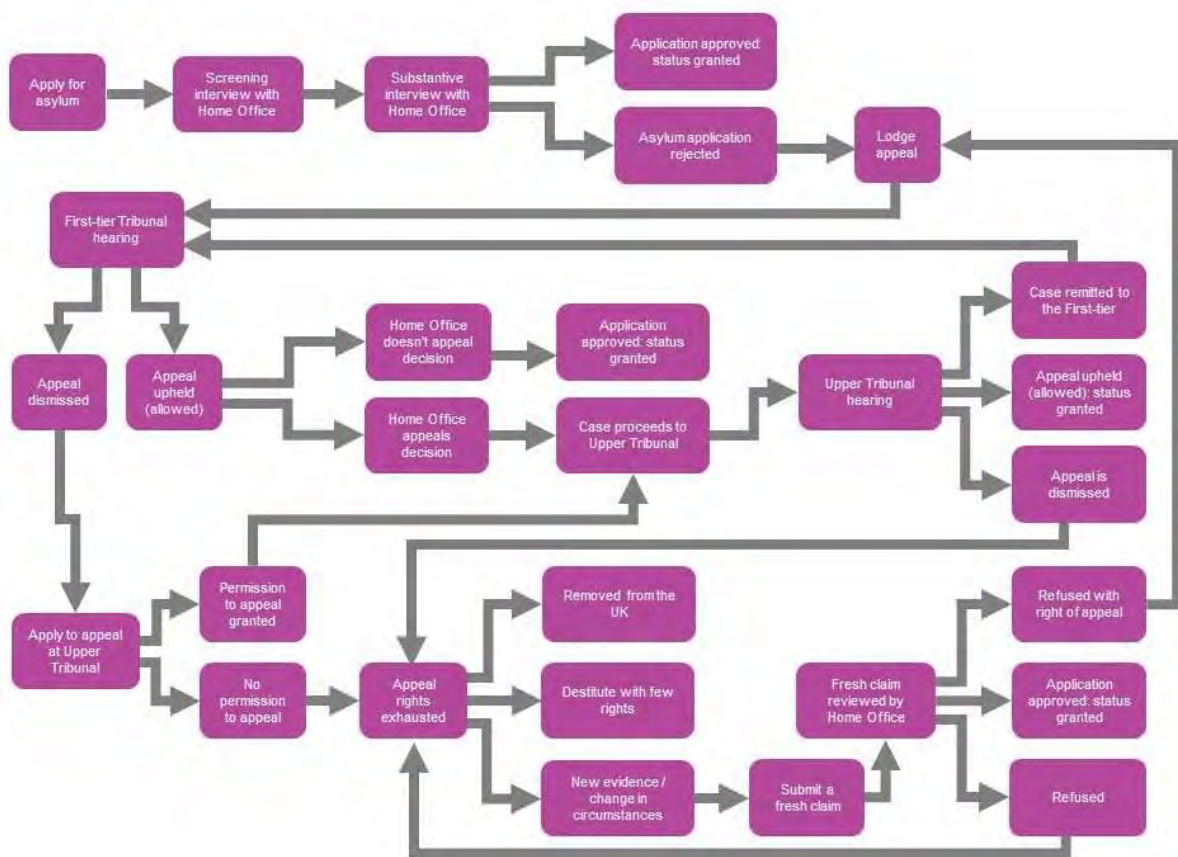 Apply for
asylum
Screening
interview with
Home Office
Substantive
interview with
Home Office
Application approved:
status granted
Asylum application
rejected
Lodge
appeal
First-tier Tribunal
hearing
Appeal
dismissed
Appeal
upheld
(allowed)
Home Office
doesn't appeal
decision
Application
approved: status
granted
Home Office
appeals
decision
Case proceeds to
Upper Tribunal
Upper Tribunal
hearing
Case remitted to
the First-tier
Appeal upheld
(allowed): status
granted
Appeal is
dismissed
Apply to appeal
at Upper
Tribunal
Permission
to appeal
granted
No
permission
to appeal
Appeal
rights
exhausted
Removed from the
UK
Destitute with few
rights
New evidence /
change in
circumstances
Submit a
fresh claim
Fresh claim
reviewed by
Home Office
Refused with
right of appeal
Application
approved: status
granted
Refused